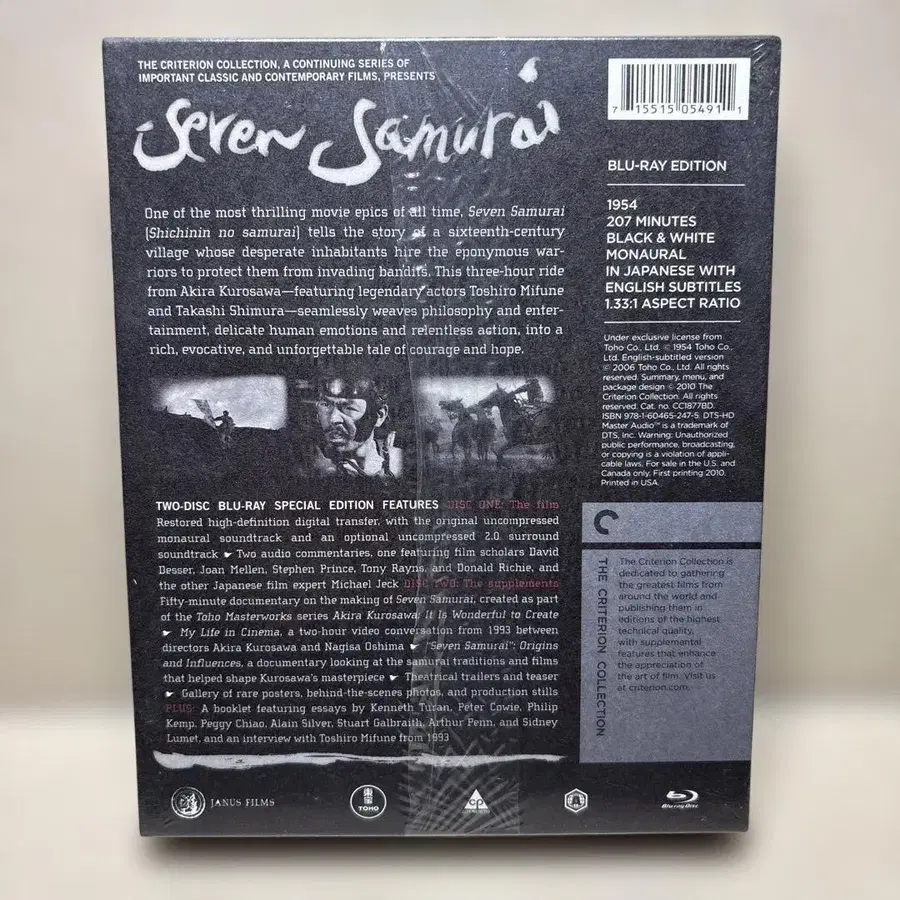 THE CRITERION COLLECTION, A CONTINUING SERIES OF
IMPORTANT CLASSIC AND CONTEMPORARY FILMS, PRESENTS
Seven Samurai
One of the most thrilling movie epics of all time, Seven Samurai
(Shichinin no samurai) tells the story of a sixteenth-century
village whose desperate inhabitants hire the eponymous war-
riors to protect them from invading bandits. This three-hour ride
from Akira Kurosawa—featuring legendary actors Toshiro Mifune
and Takashi Shimura—seamlessly weaves philosophy and enter-
tainment, delicate human emotions and relentless action, into a
rich, evocative, and unforgettable tale of courage and hope.
TWO-DISC BLU-RAY SPECIAL EDITION FEATURES DISC ONE: The film
Restored high-definition digital transfer, with the original uncompressed
monaural soundtrack and an optional uncompressed 2.0 surround
soundtrack ☛ Two audio commentaries, one featuring film scholars David
Desser, Joan Mellen, Stephen Prince, Tony Rayns, and Donald Richie, and
the other Japanese film expert Michael Jeck DISC TWO: The supplements
Fifty-minute documentary on the making of Seven Samurai, created as part
of the Toho Masterworks series Akira Kurosawa: It Is Wonderful to Create
☛ My Life in Cinema, a two-hour video conversation from 1993 between
directors Akira Kurosawa and Nagisa Oshima ☛ "Seven Samurai": Origins
and Influences, a documentary looking at the samurai traditions and films
that helped shape Kurosawa's masterpiece ☛ Theatrical trailers and teaser
☛ Gallery of rare posters, behind-the-scenes photos, and production stills
PLUS: A booklet featuring essays by Kenneth Turan, Peter Cowie, Philip
Kemp, Peggy Chiao, Alain Silver, Stuart Galbraith, Arthur Penn, and Sidney
Lumet, and an interview with Toshiro Mifune from 1993
7 15515 05491 1
BLU-RAY EDITION
1954
207 MINUTES
BLACK & WHITE
MONAURAL
IN JAPANESE WITH
ENGLISH SUBTITLES
1.33:1 ASPECT RATIO
Under exclusive license from
Toho Co., Ltd. © 1954 Toho Co.,
Ltd. English-subtitled version
© 2006 Toho Co., Ltd. All rights
reserved. Summary, menu, and
package design © 2010 The
Criterion Collection. All rights
reserved. Cat. no. CC1877BD.
ISBN 978-1-60465-247-5. DTS-HD
Master Audio™ is a trademark of
DTS, Inc. Warning: Unauthorized
public performance, broadcasting,
or copying is a violation of appli-
cable laws. For sale in the U.S. and
Canada only. First printing 2010.
Printed in USA.
THE CRITERION COLLECTION
The Criterion Collection is
dedicated to gathering
the greatest films from
around the world and
publishing them in
editions of the highest
technical quality,
with supplemental
features that enhance
the appreciation of
the art of film. Visit us
at criterion.com.
JANUS FILMS
TOHO
Blu-ray Disc